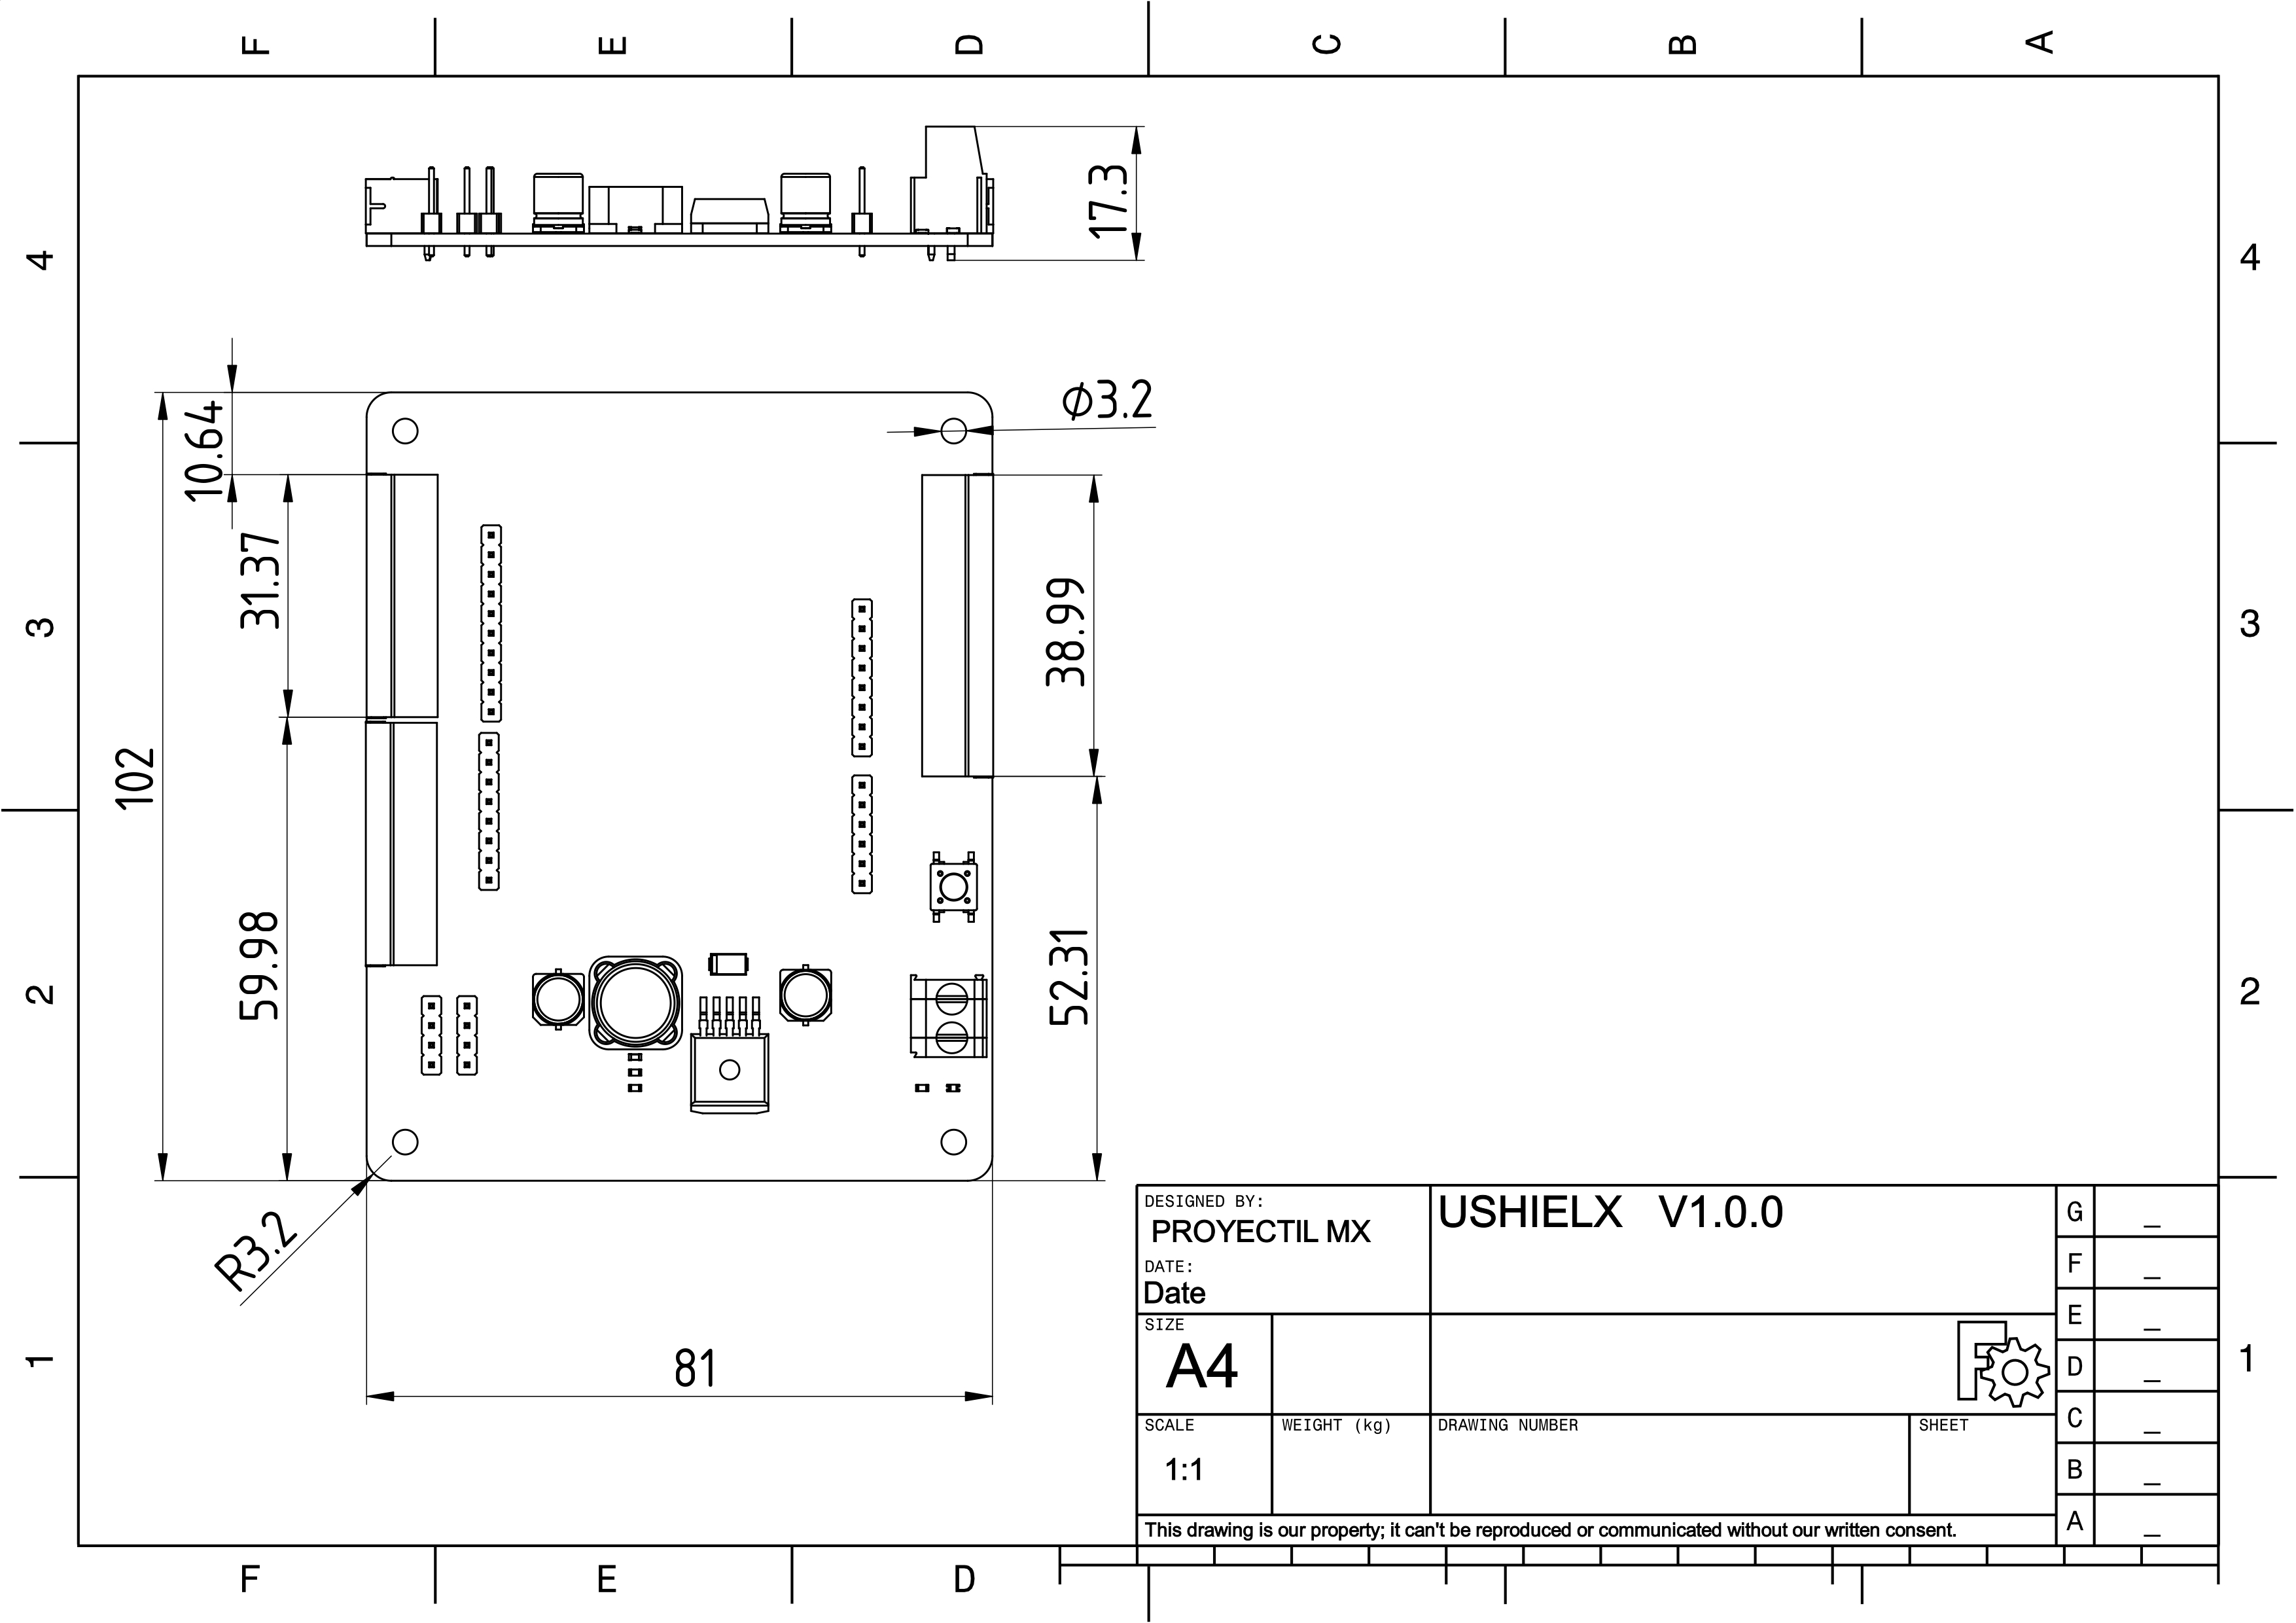 F E D C B A
17.3
4 4
10.64
Ø3.2
31.37
3 38.99 3
102
59.98
2 52.31 2
R3.2
81
1 1
DESIGNED BY:
PROYECTIL MX
DATE:
Date
USHIELX V1.0.0
SIZE
A4
SCALE
1:1
WEIGHT (kg)
DRAWING NUMBER
SHEET
This drawing is our property; it can't be reproduced or communicated without our written consent.
G _
F _
E _
D _
C _
B _
A _
F E D